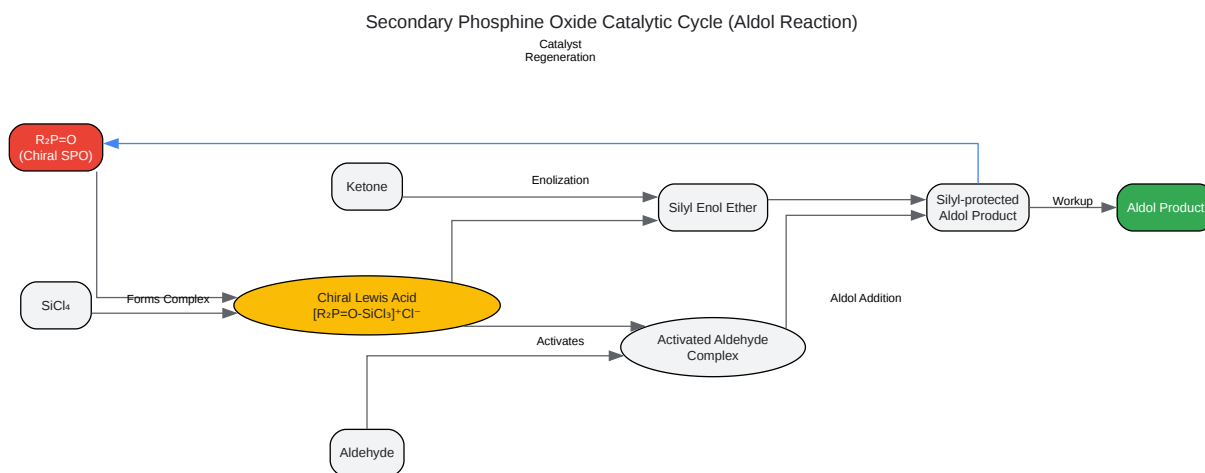 Secondary Phosphine Oxide Catalytic Cycle (Aldol Reaction)
Catalyst
Regeneration
R₂P=O
(Chiral SPO)
Ketone
Enolization
Silyl Enol Ether
Silyl-protected
Aldol Product
Workup
Aldol Product
SiCl₄
Forms Complex
Chiral Lewis Acid
[R₂P=O-SiCl₃]⁺Cl⁻
Aldol Addition
Activates
Activated Aldehyde
Complex
Aldehyde